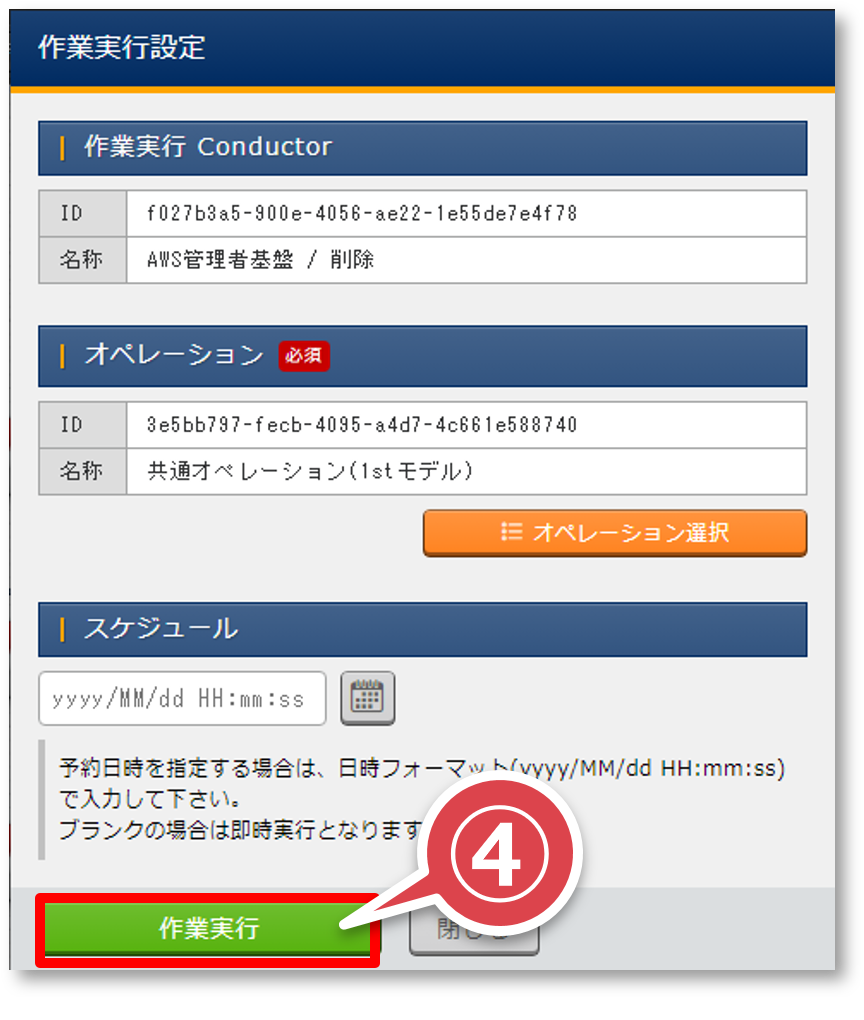 作業実行設定
作業実行 Conductor
ID f027b3a5-900e-4056-ae22-1e55de7e4f78
名称 AWS管理者基盤 / 削除
オペレーション 必須
ID 3e5bb797-fecb-4095-a4d7-4c661e588740
名称 共通オペレーション(1stモデル)
オペレーション選択
スケジュール
yyyy/MM/dd HH:mm:ss
予約日時を指定する場合は、日時フォーマット(yyyy/MM/dd HH:mm:ss)
で入力して下さい。
ブランクの場合は即時実行となります
4
作業実行